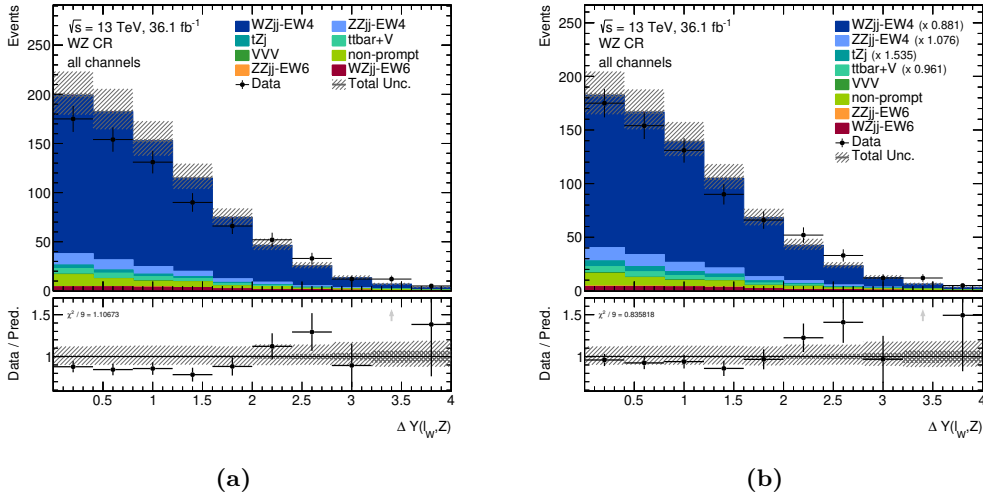 Events
250
200
150
100
50
0
√s = 13 TeV, 36.1 fb⁻¹
WZ CR
all channels
WZjj-EW4
ZZjj-EW4
tZj
ttbar+V
VVV
non-prompt
ZZjj-EW6
WZjj-EW6
Data
Total Unc.
Data / Pred.
1.5
1
χ² / 9 = 1.10673
0.5 1 1.5 2 2.5 3 3.5 4
Δ Y(l_W,Z)
(a)
Events
250
200
150
100
50
0
√s = 13 TeV, 36.1 fb⁻¹
WZ CR
all channels
WZjj-EW4 (x 0.881)
ZZjj-EW4 (x 1.076)
tZj (x 1.535)
ttbar+V (x 0.961)
VVV
non-prompt
ZZjj-EW6
WZjj-EW6
Data
Total Unc.
Data / Pred.
1.5
1
χ² / 9 = 0.835818
0.5 1 1.5 2 2.5 3 3.5 4
Δ Y(l_W,Z)
(b)